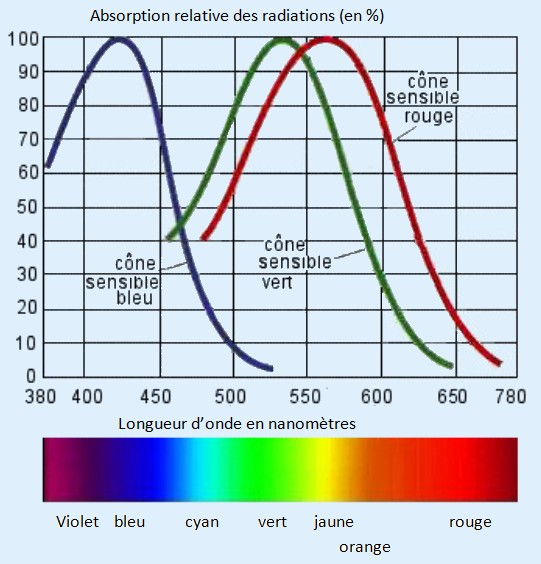 Absorption relative des radiations (en %)
100
90
80
70
60
50
40
30
20
10
0
cône
sensible
rouge
cône
sensible
vert
cône
sensible
bleu
380 400 450 500 550 600 650 780
Longueur d'onde en nanomètres
Violet bleu cyan vert jaune rouge
orange